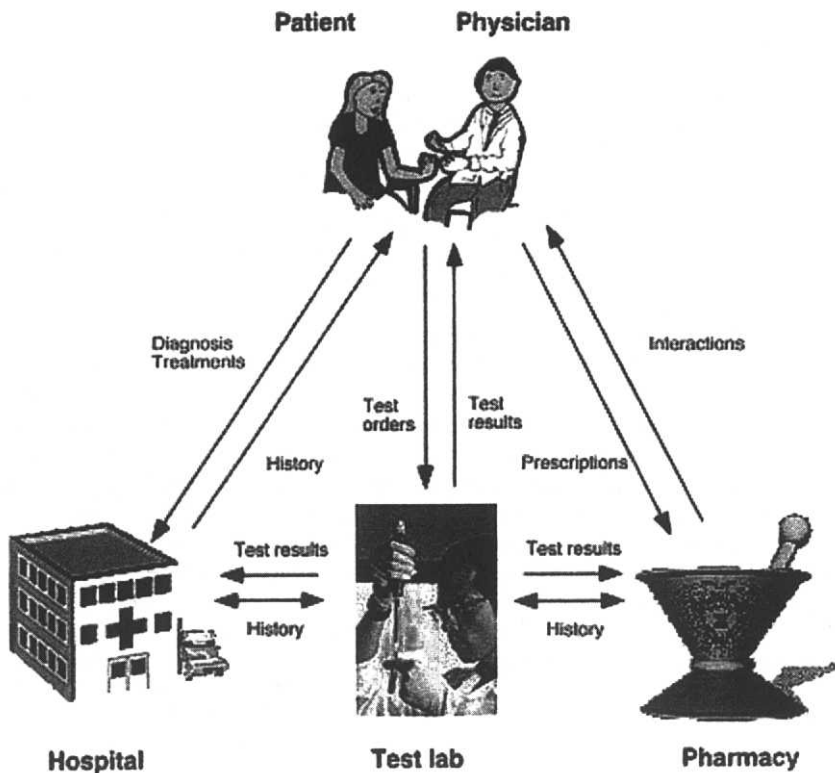 Patient Physician
Diagnosis
Treatments
Interactions
Test
orders
Test
results
History
Prescriptions
Test results
Test results
History
History
Hospital Test lab Pharmacy